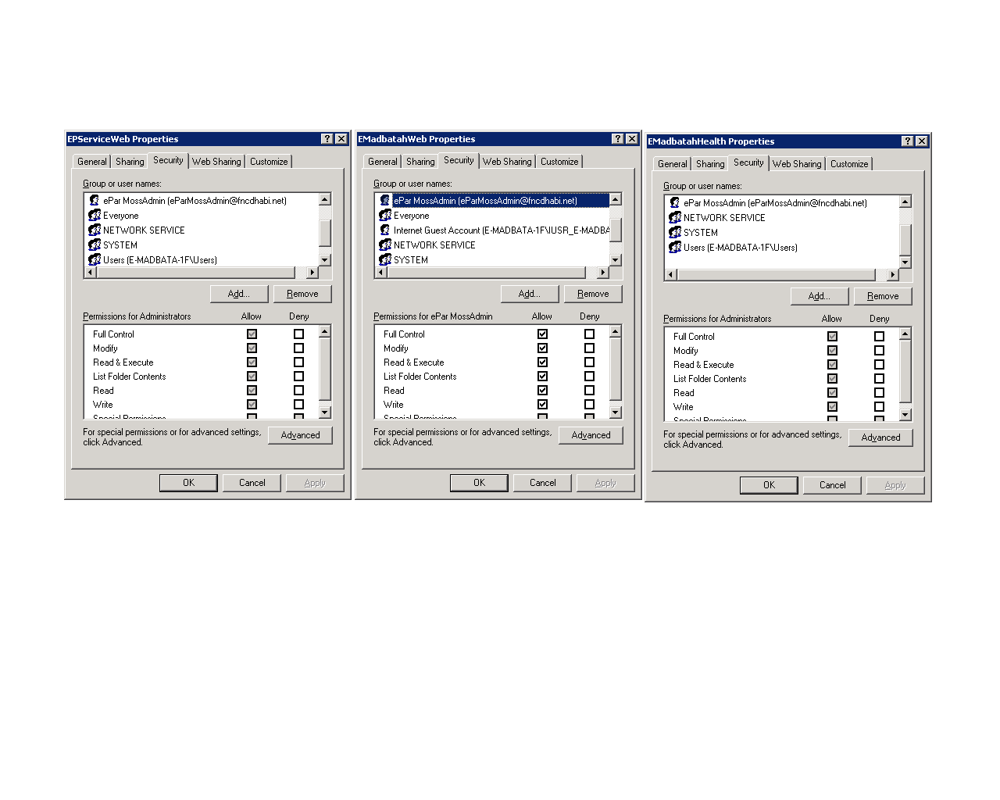 EPServiceWeb Properties
General Sharing Security Web Sharing Customize
Group or user names:
ePar MossAdmin (eParMossAdmin@fncdhabi.net)
Everyone
NETWORK SERVICE
SYSTEM
Users (E-MADBATA-1F\Users)
Add... Remove
Permissions for Administrators Allow Deny
Full Control
Modify
Read & Execute
List Folder Contents
Read
Write
Special Permissions
For special permissions or for advanced settings,
click Advanced.
Advanced
OK Cancel Apply
EMadbatahWeb Properties
General Sharing Security Web Sharing Customize
Group or user names:
ePar MossAdmin (eParMossAdmin@fncdhabi.net)
Everyone
Internet Guest Account (E-MADBATA-1F\IUSR_E-MADBA
NETWORK SERVICE
SYSTEM
Add... Remove
Permissions for ePar MossAdmin Allow Deny
Full Control
Modify
Read & Execute
List Folder Contents
Read
Write
Special Permissions
For special permissions or for advanced settings,
click Advanced.
Advanced
OK Cancel Apply
EMadbatahHealth Properties
General Sharing Security Web Sharing Customize
Group or user names:
ePar MossAdmin (eParMossAdmin@fncdhabi.net)
NETWORK SERVICE
SYSTEM
Users (E-MADBATA-1F\Users)
Add... Remove
Permissions for Administrators Allow Deny
Full Control
Modify
Read & Execute
List Folder Contents
Read
Write
Special Permissions
For special permissions or for advanced settings,
click Advanced.
Advanced
OK Cancel Apply